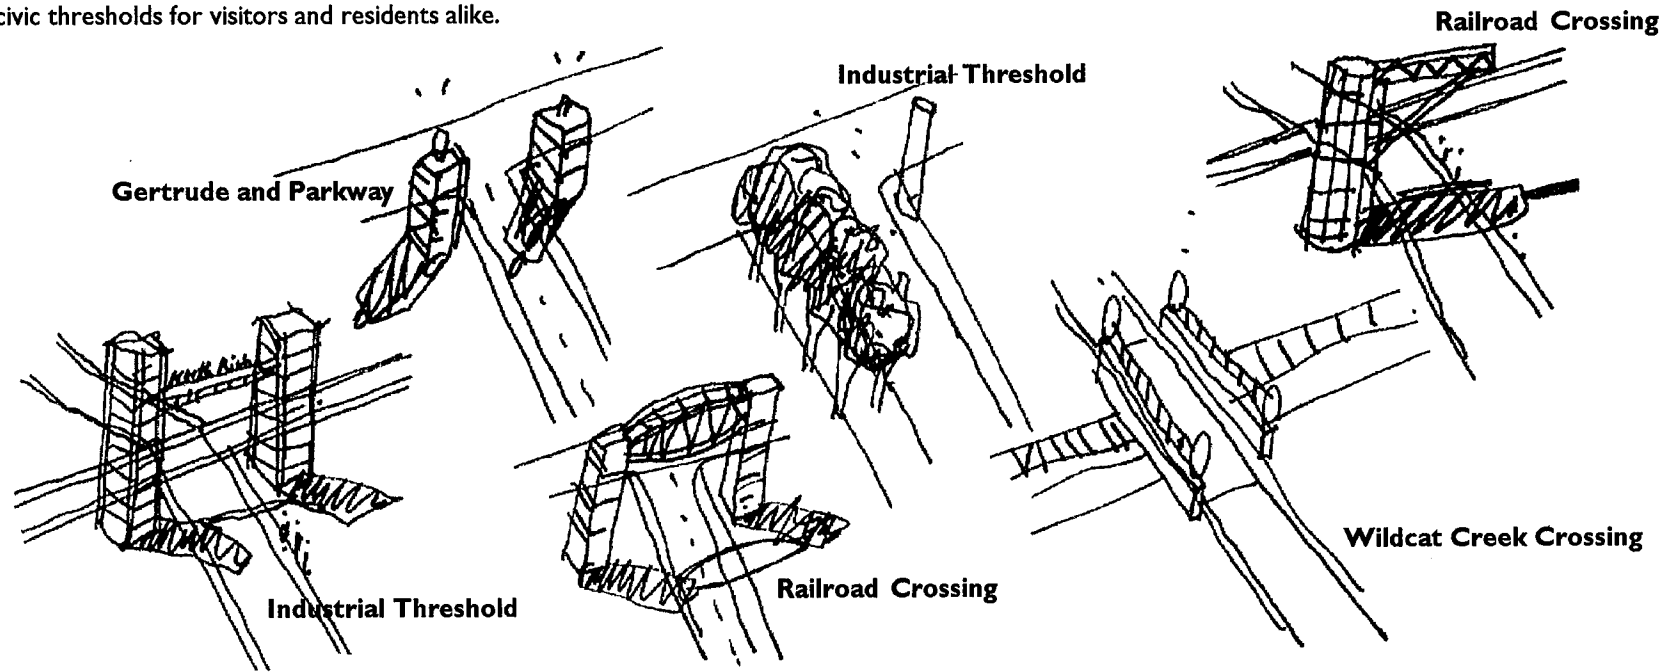 civic thresholds for visitors and residents alike.
Railroad Crossing
Industrial Threshold
Gertrude and Parkway
Wildcat Creek Crossing
Railroad Crossing
Industrial Threshold